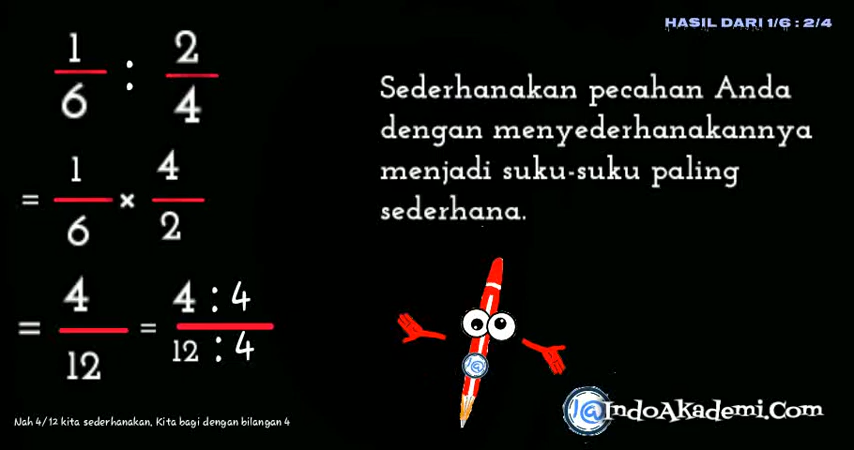 HASIL DARI 1/6 : 2/4
1/6 : 2/4
= 1/6 × 4/2
= 4/12 = 4 : 4 / 12 : 4
Sederhanakan pecahan Anda
dengan menyederhanakannya
menjadi suku-suku paling
sederhana.
1@
Nah 4/12 kita sederhanakan. Kita bagi dengan bilangan 4
1@IndoAkademi.Com